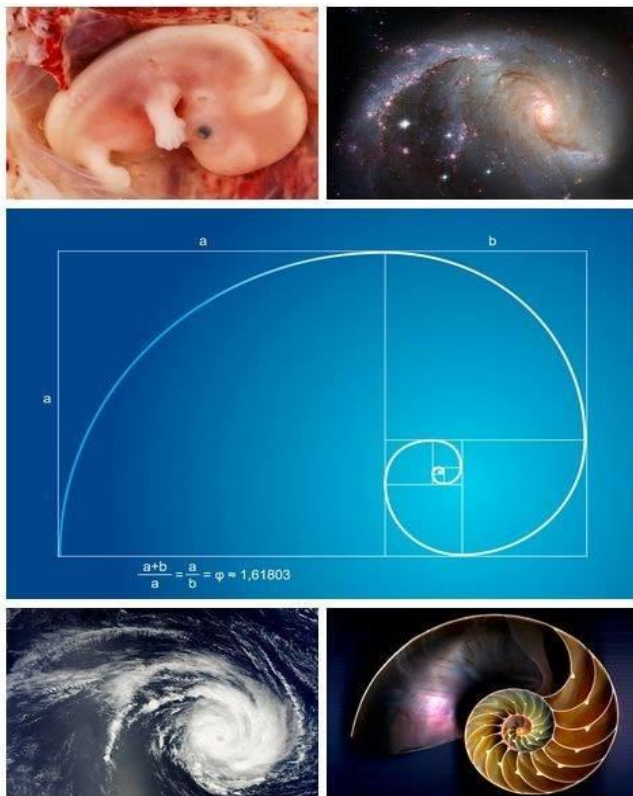 a b
a
a+b/a = a/b = φ ≈ 1,61803